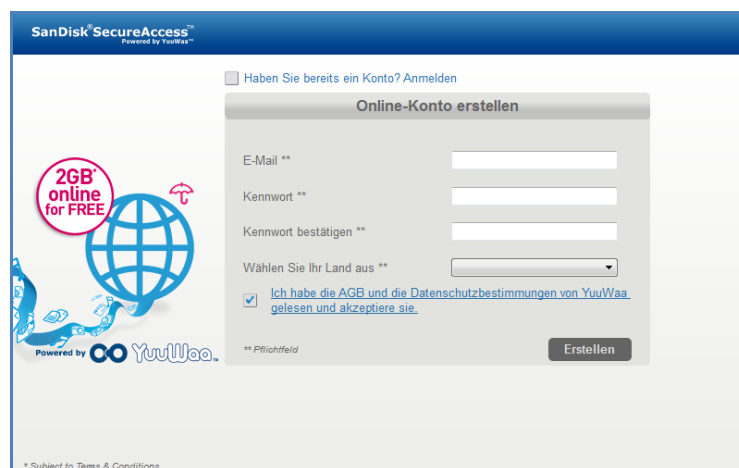 SanDisk®SecureAccess™
Powered by YuuWaa™
Haben Sie bereits ein Konto? Anmelden
Online-Konto erstellen
E-Mail **
Kennwort **
Kennwort bestätigen **
Wählen Sie Ihr Land aus **
Ich habe die AGB und die Datenschutzbestimmungen von YuuWaa
gelesen und akzeptiere sie.
** Pflichtfeld
Erstellen
2GB*
online
for FREE
Powered by YuuWaa™
* Subject to Terms & Conditions